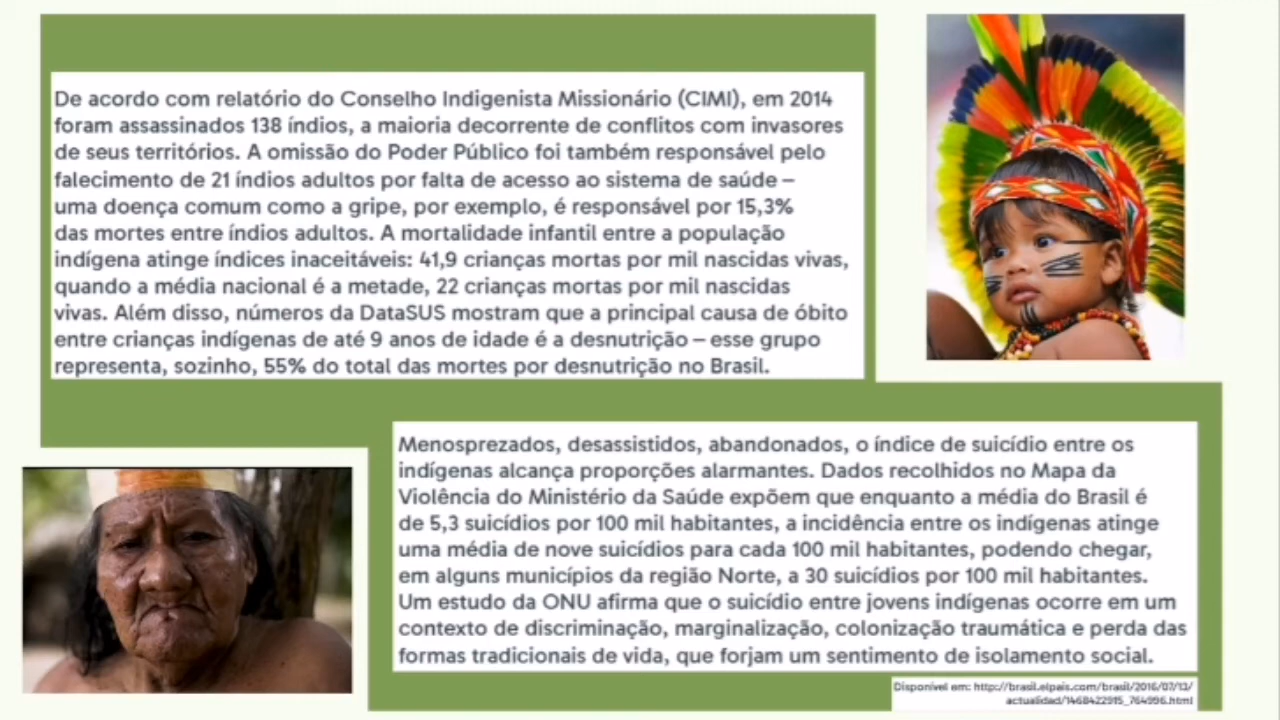 De acordo com relatório do Conselho Indigenista Missionário (CIMI), em 2014
foram assassinados 138 índios, a maioria decorrente de conflitos com invasores
de seus territórios. A omissão do Poder Público foi também responsável pelo
falecimento de 21 índios adultos por falta de acesso ao sistema de saúde –
uma doença comum como a gripe, por exemplo, é responsável por 15,3%
das mortes entre índios adultos. A mortalidade infantil entre a população
indígena atinge índices inaceitáveis: 41,9 crianças mortas por mil nascidas vivas,
quando a média nacional é a metade, 22 crianças mortas por mil nascidas
vivas. Além disso, números da DataSUS mostram que a principal causa de óbito
entre crianças indígenas de até 9 anos de idade é a desnutrição – esse grupo
representa, sozinho, 55% do total das mortes por desnutrição no Brasil.
Menosprezados, desassistidos, abandonados, o índice de suicídio entre os
indígenas alcança proporções alarmantes. Dados recolhidos no Mapa da
Violência do Ministério da Saúde expõem que enquanto a média do Brasil é
de 5,3 suicídios por 100 mil habitantes, a incidência entre os indígenas atinge
uma média de nove suicídios para cada 100 mil habitantes, podendo chegar,
em alguns municípios da região Norte, a 30 suicídios por 100 mil habitantes.
Um estudo da ONU afirma que o suicídio entre jovens indígenas ocorre em um
contexto de discriminação, marginalização, colonização traumática e perda das
formas tradicionais de vida, que forjam um sentimento de isolamento social.
Disponível em: http://brasil.elpais.com/brasil/2016/07/13/
actualidad/1468422915_764996.html